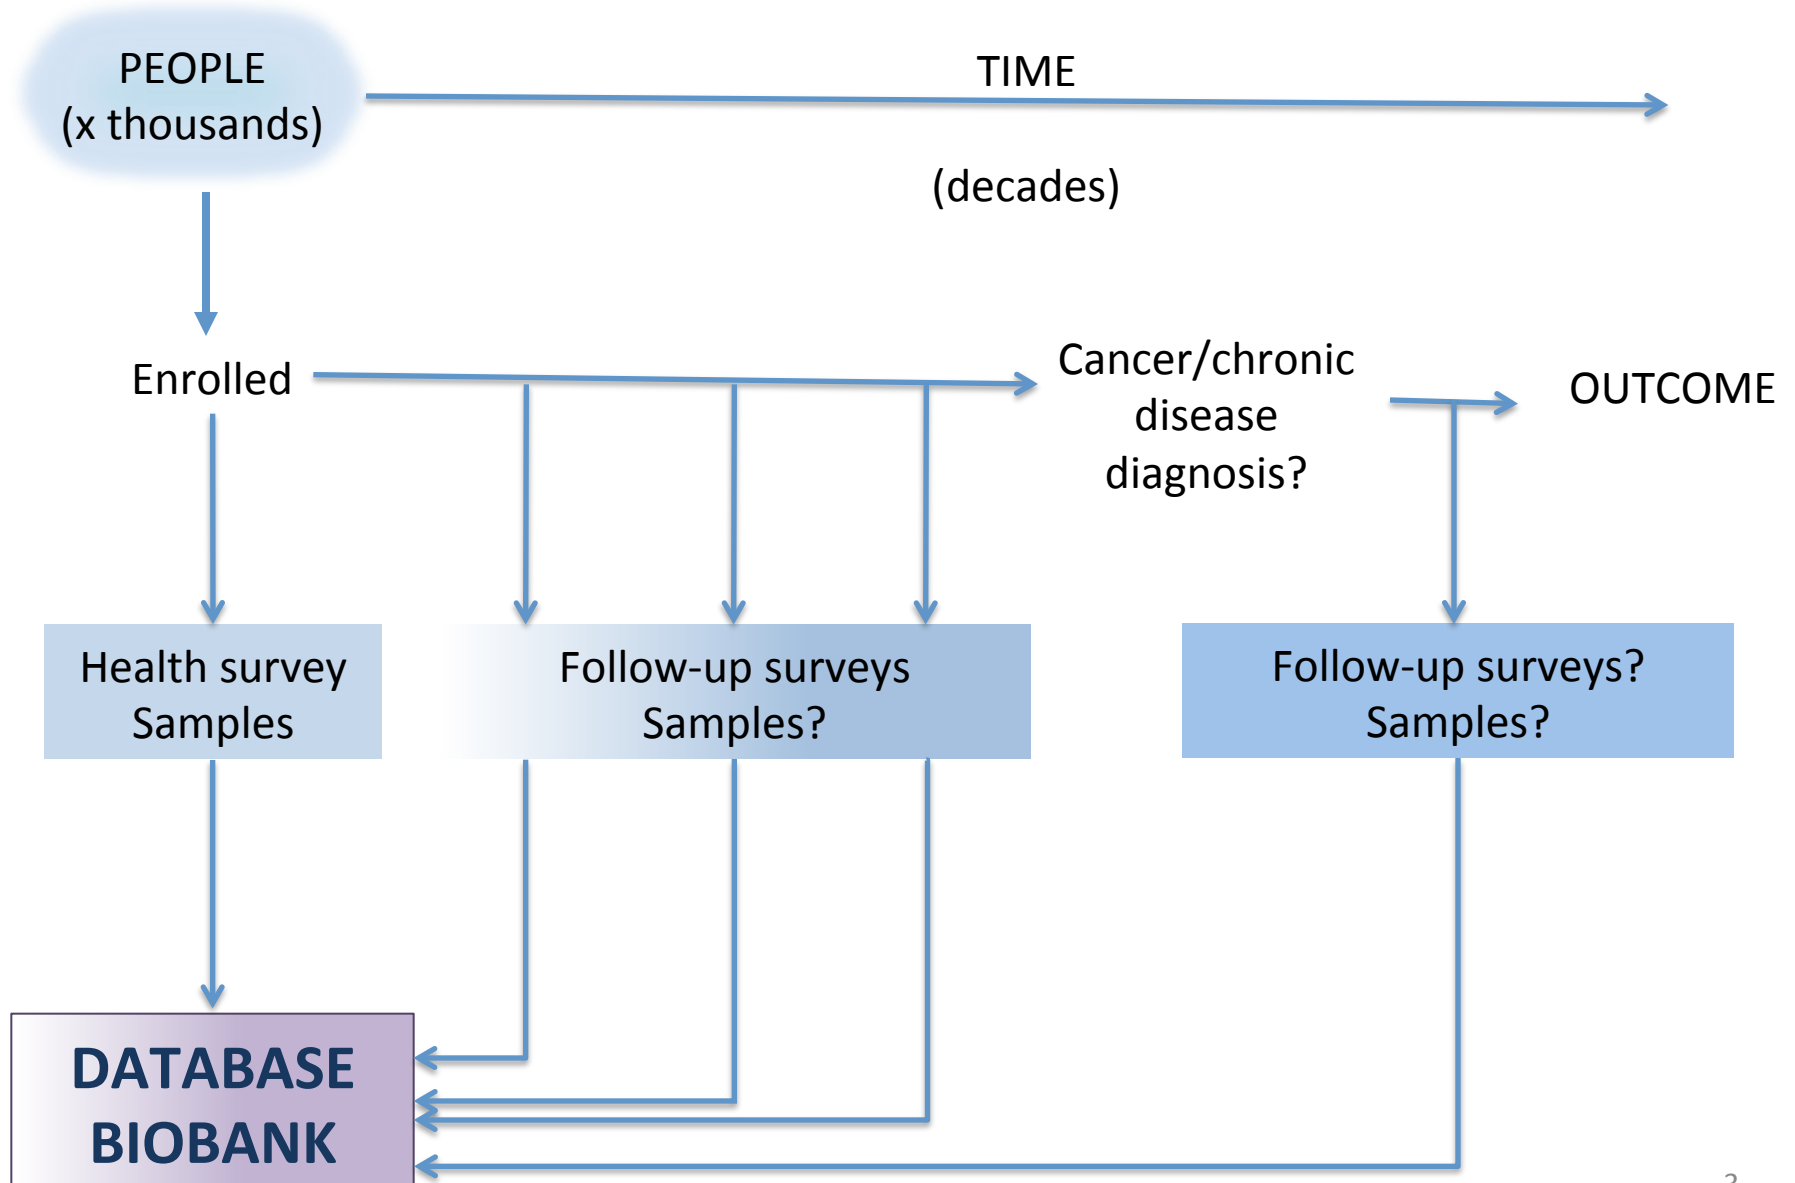 PEOPLE
(x thousands)
TIME
(decades)
Enrolled
Cancer/chronic
disease
diagnosis?
OUTCOME
Health survey
Samples
Follow-up surveys
Samples?
Follow-up surveys?
Samples?
DATABASE
BIOBANK